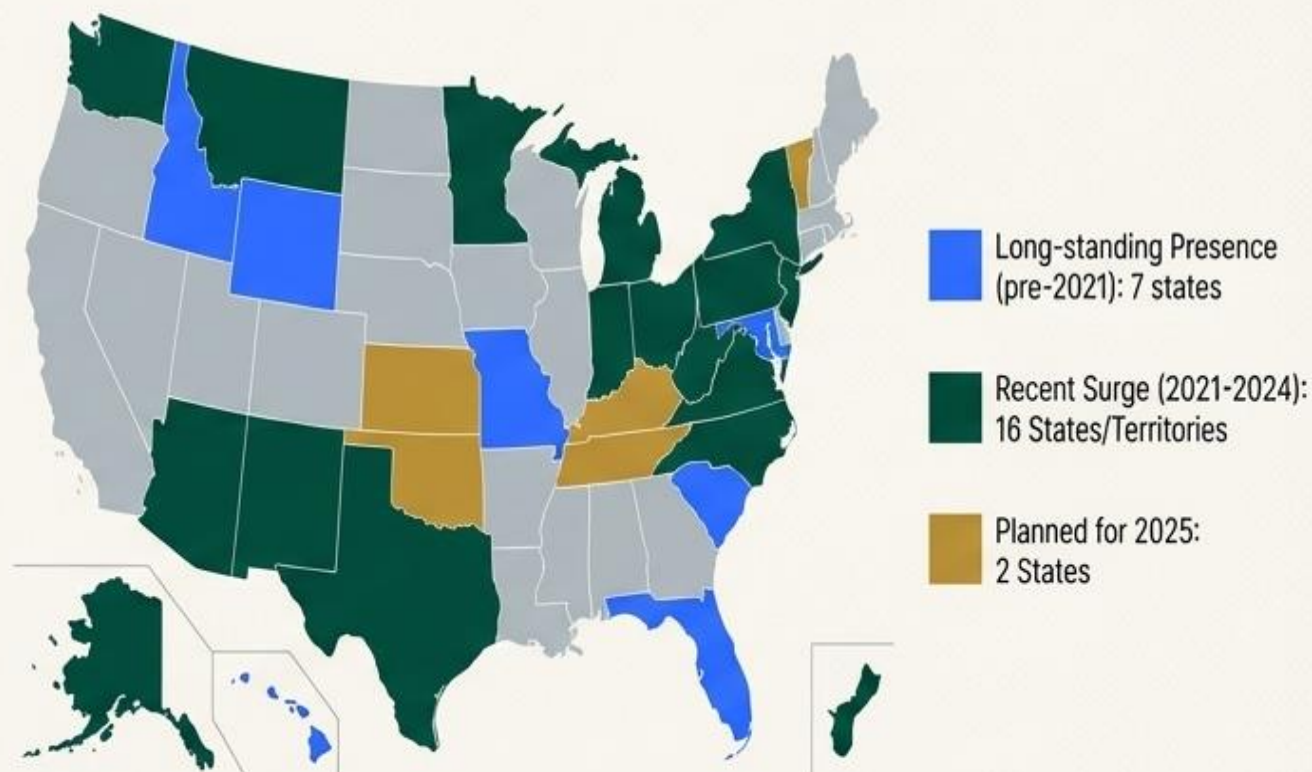 Long-standing Presence
(pre-2021): 7 states
Recent Surge (2021-2024):
16 States/Territories
Planned for 2025:
2 States